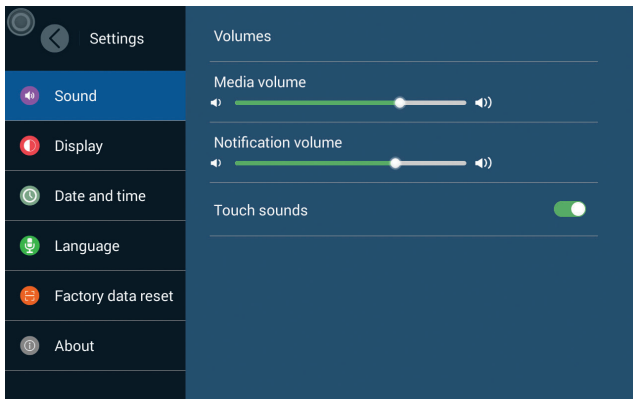 Settings
Sound
Display
Date and time
Language
Factory data reset
About
Volumes
Media volume
Notification volume
Touch sounds